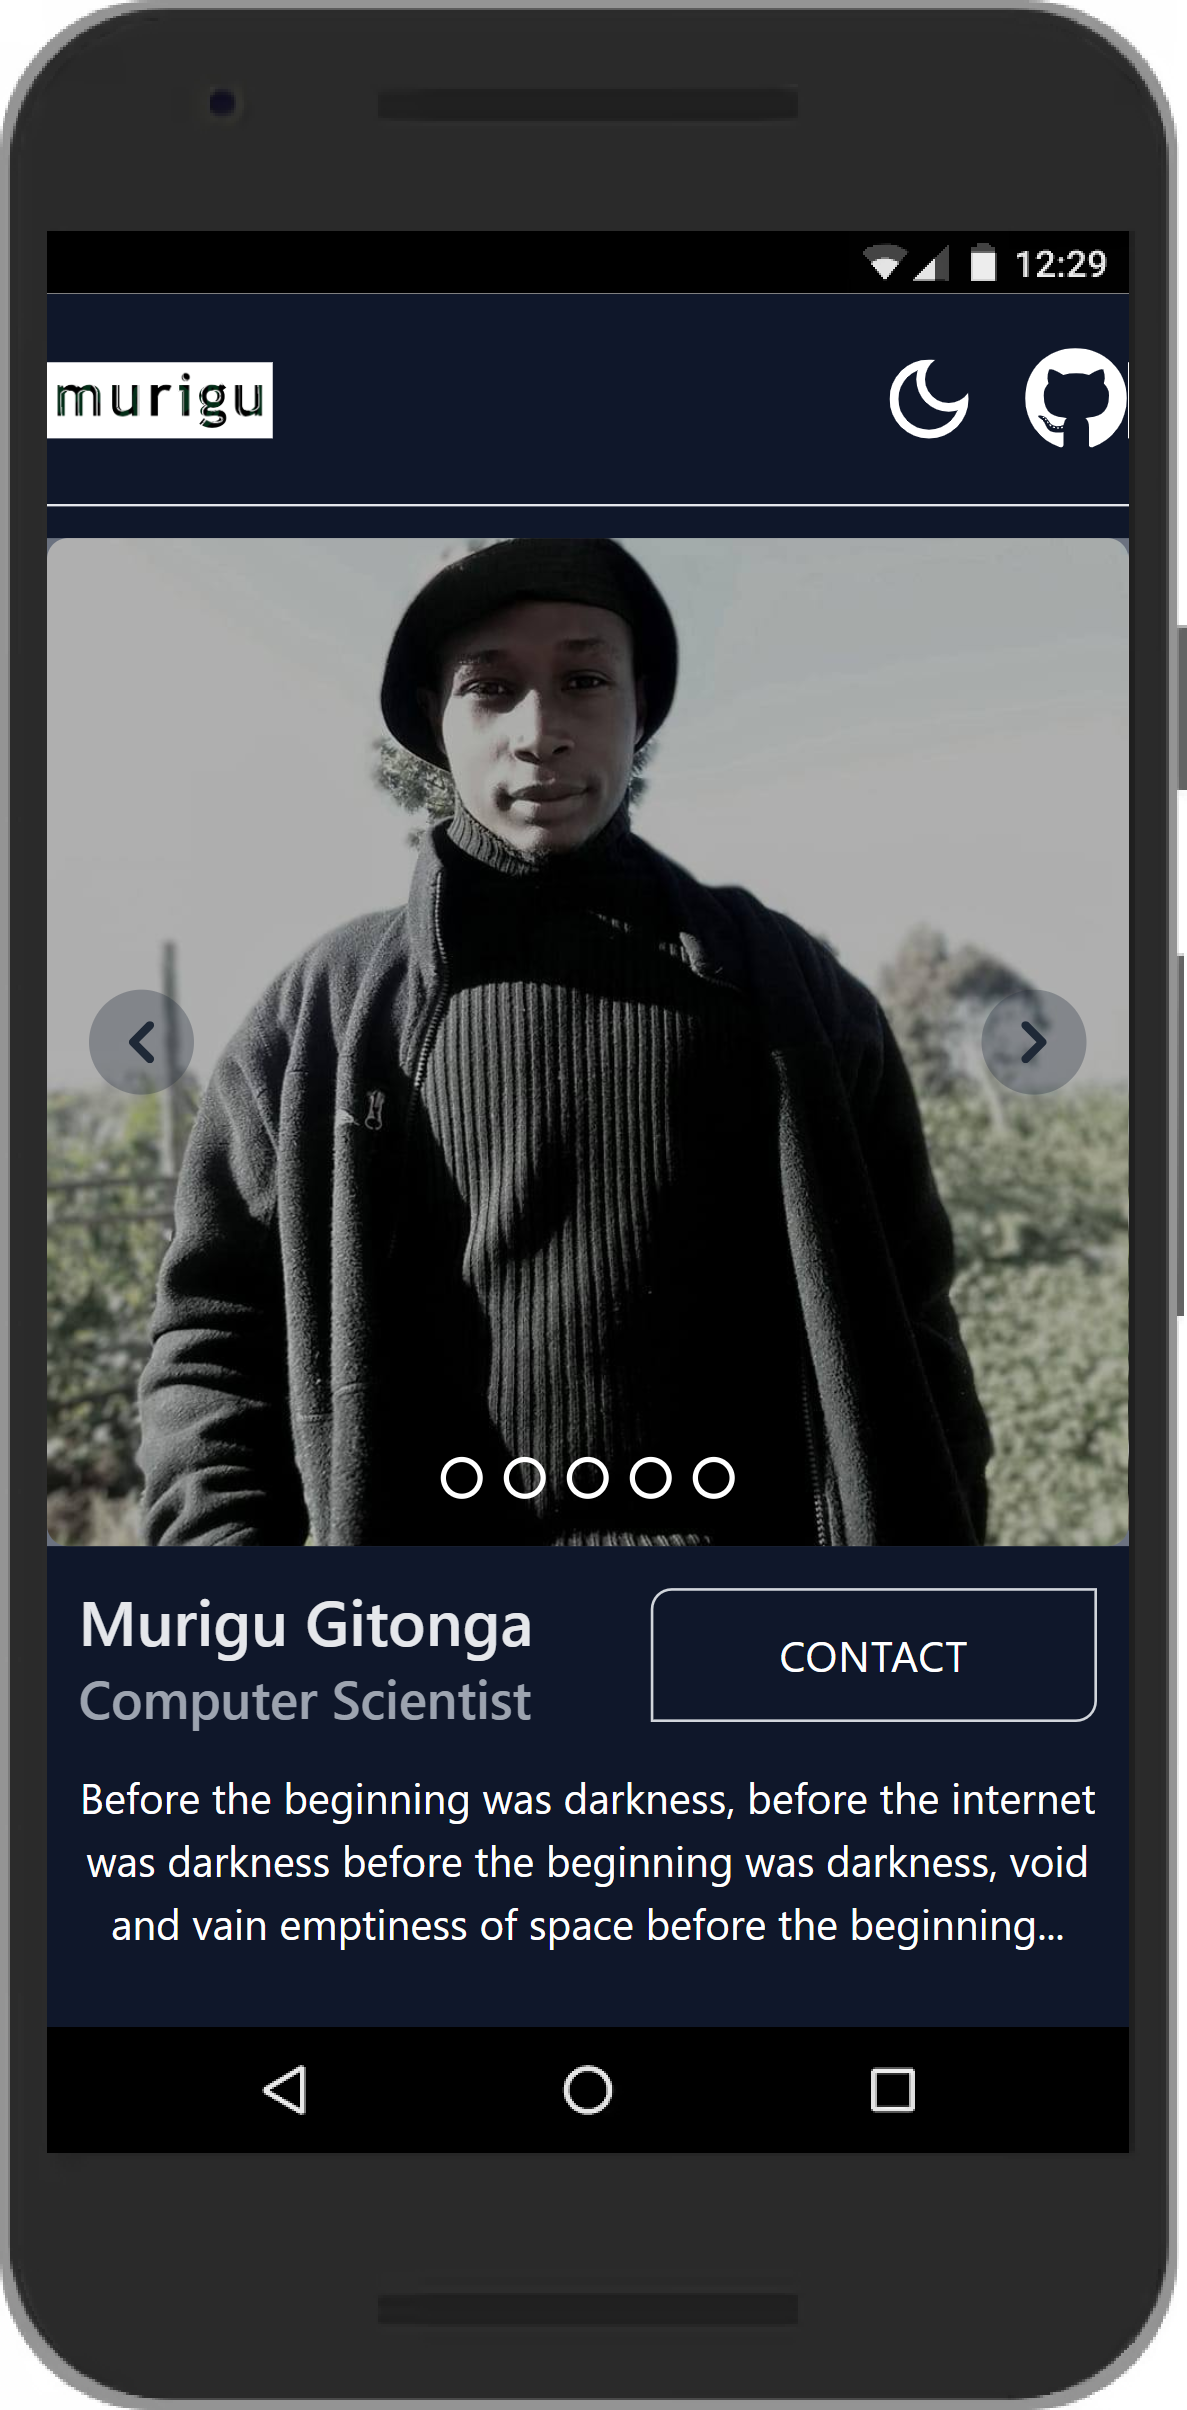 12:29
murigu
Murigu Gitonga
CONTACT
Computer Scientist
Before the beginning was darkness, before the internet
was darkness before the beginning was darkness, void
and vain emptiness of space before the beginning...